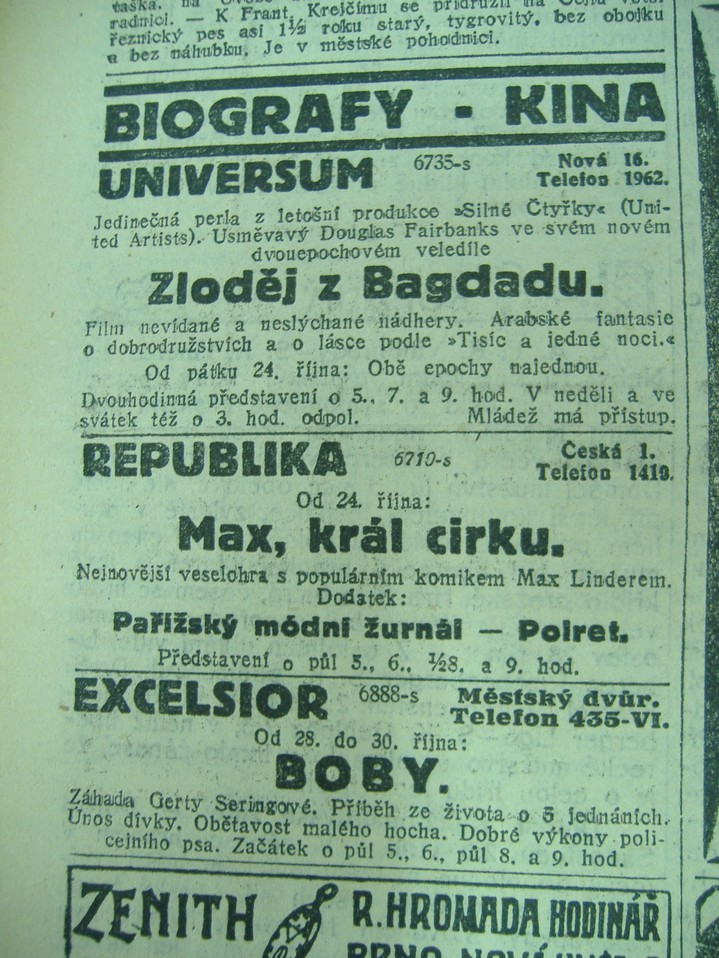 radnici. — K Frant. Krejčímu se přidružil na
řeznický pes asi 1½ roku starý, tygrovitý, bez obojku
a bez náhubku. Je v městské pohodnici.
BIOGRAFY - KINA
UNIVERSUM 6735-s Nová 16.
Telefon 1962.
Jedinečná perla z letošní produkce »Silné Čtyřky« (Uni-
ted Artists). Usměvavý Douglas Fairbanks ve svém novém
dvouepochovém veledíle
Zloděj z Bagdadu.
Film nevídané a neslýchané nádhery. Arabské fantasie
o dobrodružstvích a o lásce podle »Tisíc a jedné noci.«
Od pátku 24. října: Obě epochy najednou.
Dvouhodinná představení o 5., 7. a 9. hod. V neděli a ve
svátek též o 3. hod. odpol. Mládež má přístup.
REPUBLIKA 6710-s Česká 1.
Telefon 1410.
Od 24. října:
Max, král cirku.
Nejnovější veselohra s populárním komikem Max Linderem.
Dodatek:
Pařížský módní žurnál — Poiret.
Představení o půl 5., 6., ½8. a 9. hod.
EXCELSIOR 6888-s Městský dvůr.
Telefon 435-VI.
Od 28. do 30. října:
BOBY.
Záhada Gerty Seringové. Příběh ze života o 5 jednáních.
Únos dívky. Obětavost malého hocha. Dobré výkony poli-
cejního psa. Začátek o půl 5., 6., půl 8. a 9. hod.
ZENITH R. HROMADA HODINÁŘ